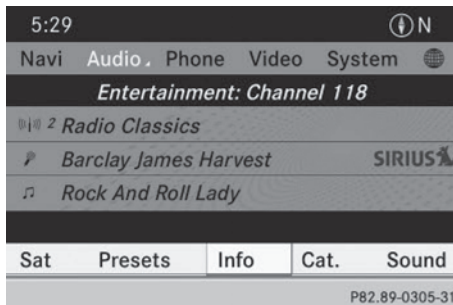 5:29 N
Navi Audio Phone Video System
Entertainment: Channel 118
2 Radio Classics
Barclay James Harvest SIRIUS
Rock And Roll Lady
Sat Presets Info Cat. Sound
P82.89-0305-31